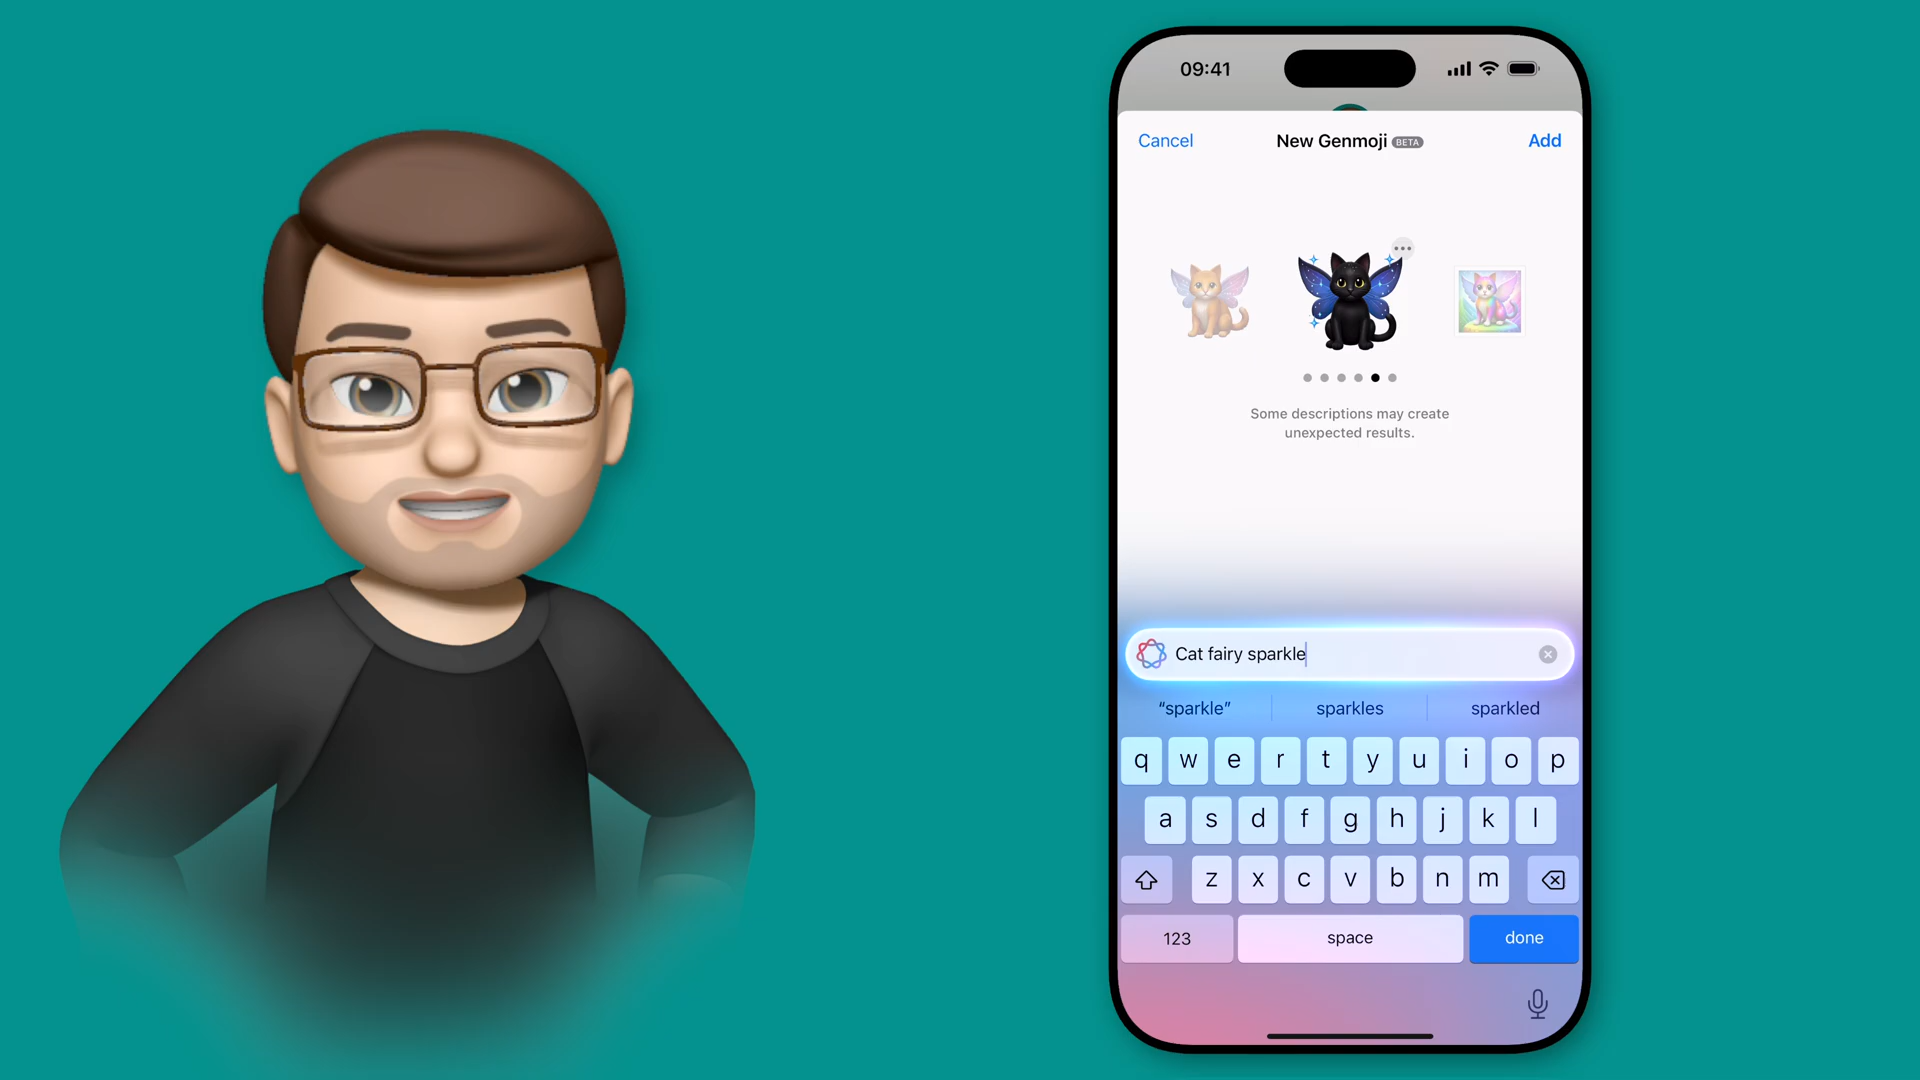 09:41
Cancel
New Genmoji BETA
Add
Some descriptions may create
unexpected results.
Cat fairy sparkle
“sparkle”
sparkles
sparkled
q w e r t y u i o p
a s d f g h j k l
z x c v b n m
123
space
done